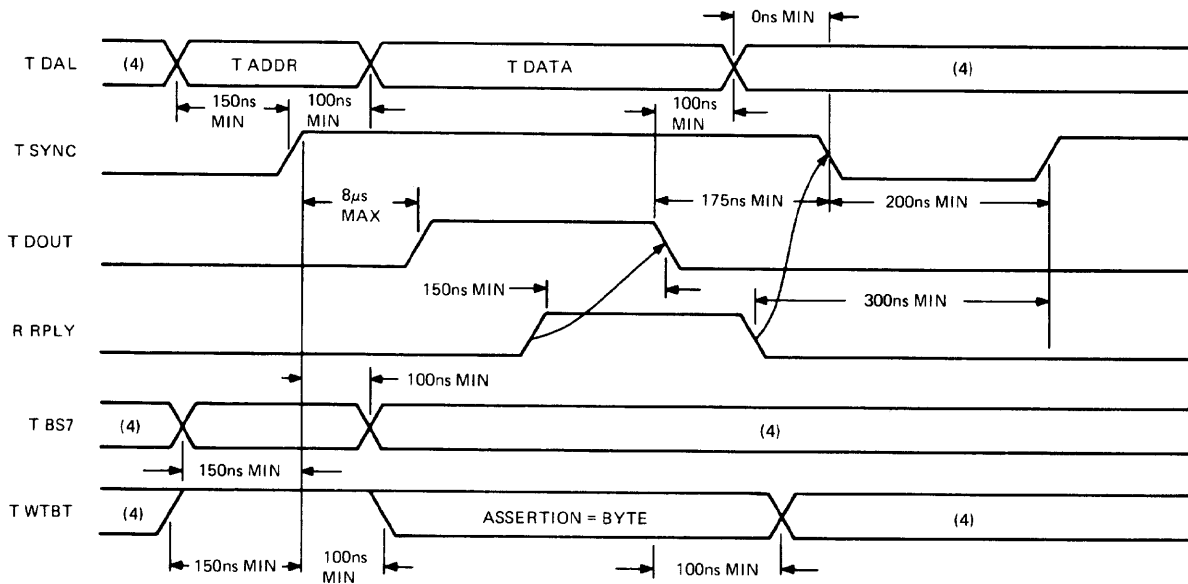 0ns MIN
T DAL (4) T ADDR T DATA (4)
150ns MIN
100ns MIN
100ns MIN
T SYNC
8µs MAX
175ns MIN
200ns MIN
T DOUT
150ns MIN
300ns MIN
R RPLY
100ns MIN
T BS7 (4) (4)
150ns MIN
T WTBT (4) ASSERTION = BYTE (4)
150ns MIN
100ns MIN
100ns MIN